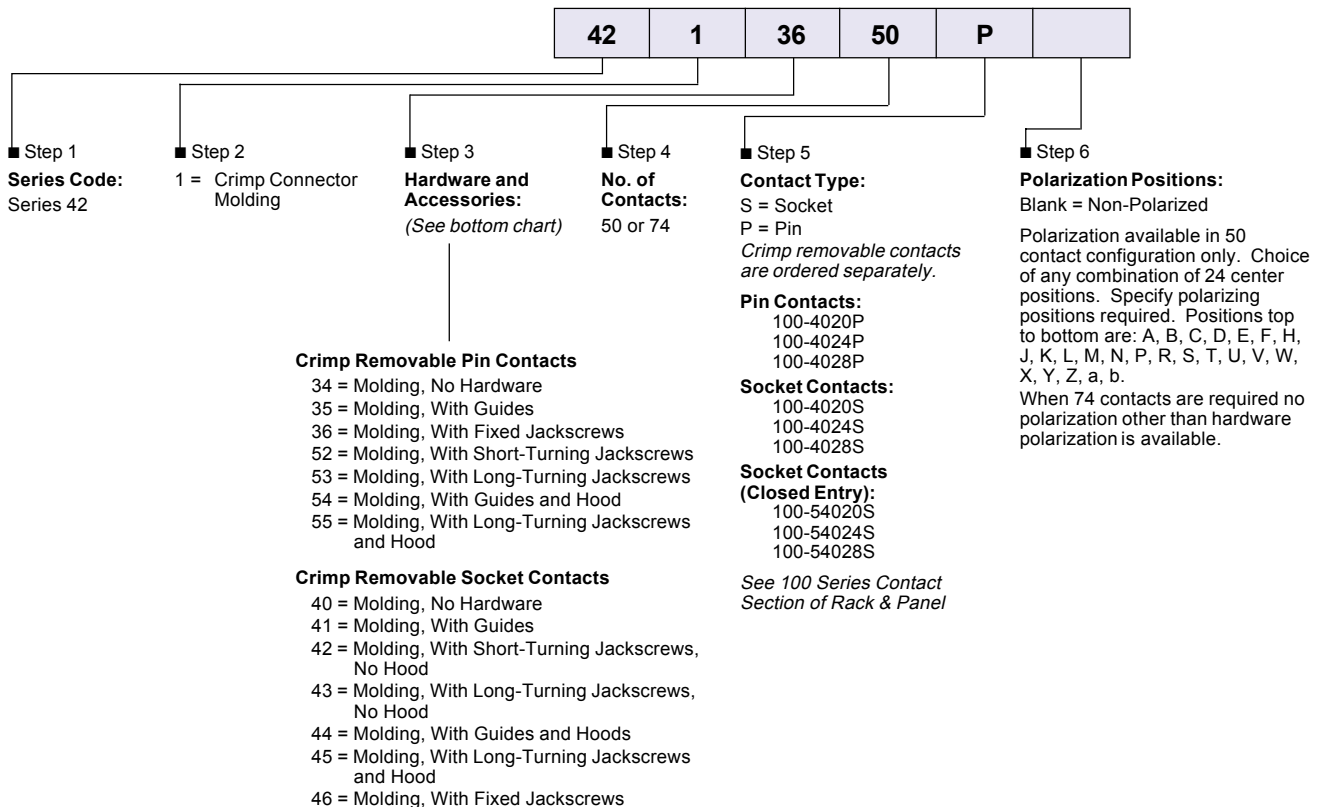 42 1 36 50 P
■ Step 1
Series Code:
Series 42
■ Step 2
1 = Crimp Connector
Molding
■ Step 3
Hardware and
Accessories:
(See bottom chart)
■ Step 4
No. of
Contacts:
50 or 74
■ Step 5
Contact Type:
S = Socket
P = Pin
Crimp removable contacts
are ordered separately.
Pin Contacts:
100-4020P
100-4024P
100-4028P
Socket Contacts:
100-4020S
100-4024S
100-4028S
Socket Contacts
(Closed Entry):
100-54020S
100-54024S
100-54028S
See 100 Series Contact
Section of Rack & Panel
■ Step 6
Polarization Positions:
Blank = Non-Polarized
Polarization available in 50
contact configuration only. Choice
of any combination of 24 center
positions. Specify polarizing
positions required. Positions top
to bottom are: A, B, C, D, E, F, H,
J, K, L, M, N, P, R, S, T, U, V, W,
X, Y, Z, a, b.
When 74 contacts are required no
polarization other than hardware
polarization is available.
Crimp Removable Pin Contacts
34 = Molding, No Hardware
35 = Molding, With Guides
36 = Molding, With Fixed Jackscrews
52 = Molding, With Short-Turning Jackscrews
53 = Molding, With Long-Turning Jackscrews
54 = Molding, With Guides and Hood
55 = Molding, With Long-Turning Jackscrews
and Hood
Crimp Removable Socket Contacts
40 = Molding, No Hardware
41 = Molding, With Guides
42 = Molding, With Short-Turning Jackscrews,
No Hood
43 = Molding, With Long-Turning Jackscrews,
No Hood
44 = Molding, With Guides and Hoods
45 = Molding, With Long-Turning Jackscrews
and Hood
46 = Molding, With Fixed Jackscrews